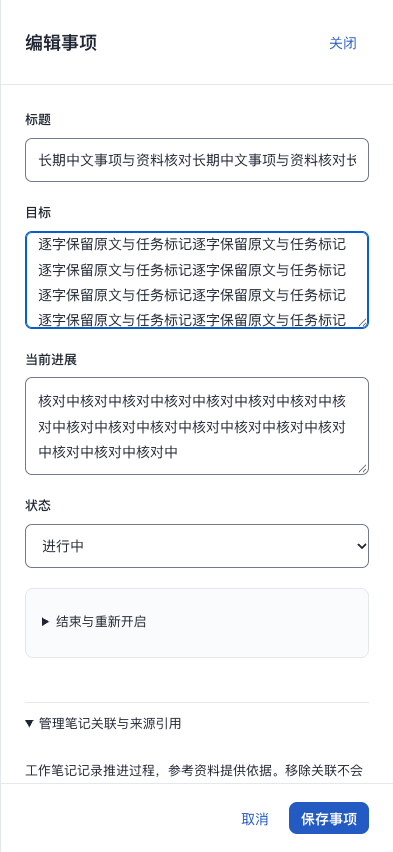 编辑事项
关闭
标题
长期中文事项与资料核对长期中文事项与资料核对长
目标
逐字保留原文与任务标记逐字保留原文与任务标记
逐字保留原文与任务标记逐字保留原文与任务标记
逐字保留原文与任务标记逐字保留原文与任务标记
逐字保留原文与任务标记逐字保留原文与任务标记
当前进展
核对中核对中核对中核对中核对中核对中核对中核
对中核对中核对中核对中核对中核对中核对中核对
中核对中核对中核对中
状态
进行中
结束与重新开启
管理笔记关联与来源引用
工作笔记记录推进过程，参考资料提供依据。移除关联不会
取消
保存事项